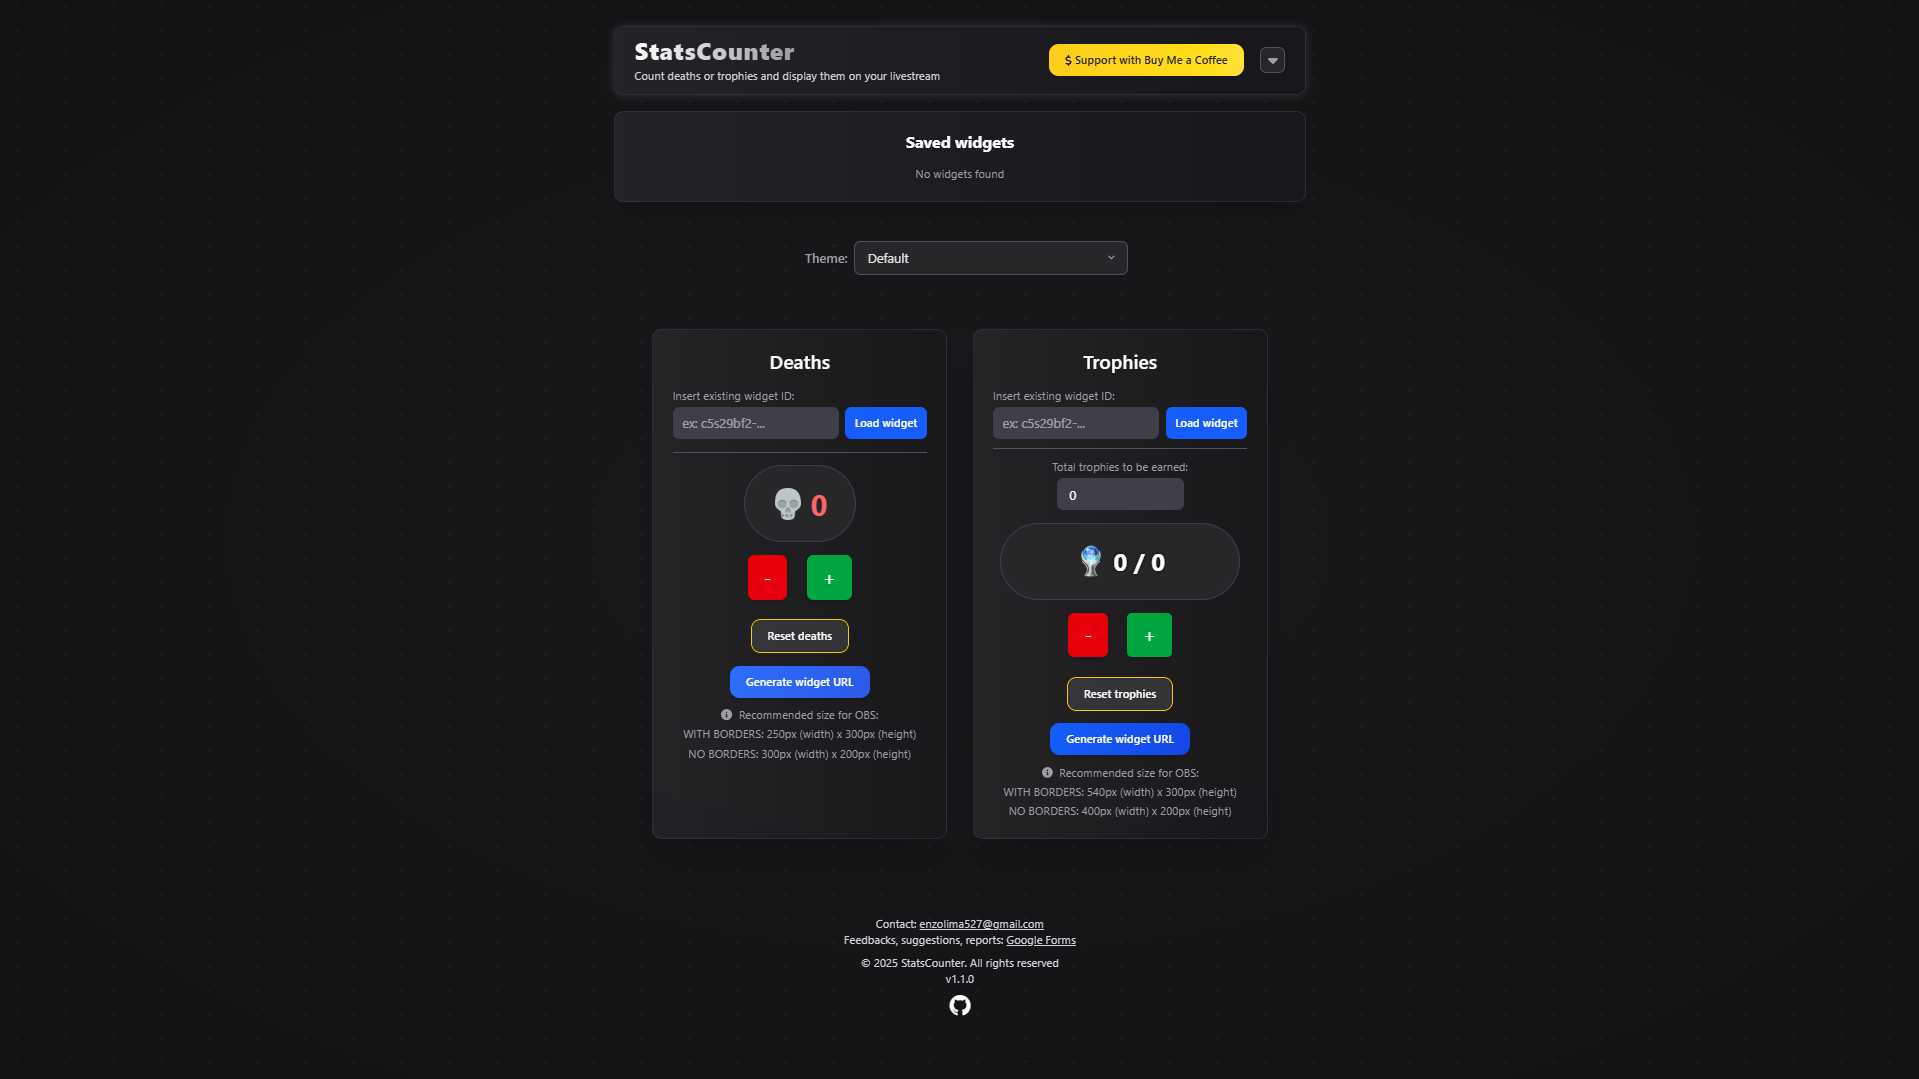 StatsCounter
Count deaths or trophies and display them on your livestream
$ Support with Buy Me a Coffee
Saved widgets
No widgets found
Theme: Default
Deaths
Insert existing widget ID:
ex: c5s29bf2-...
Load widget
0
-
+
Reset deaths
Generate widget URL
Recommended size for OBS:
WITH BORDERS: 250px (width) x 300px (height)
NO BORDERS: 300px (width) x 200px (height)
Trophies
Insert existing widget ID:
ex: c5s29bf2-...
Load widget
Total trophies to be earned:
0
0 / 0
-
+
Reset trophies
Generate widget URL
Recommended size for OBS:
WITH BORDERS: 540px (width) x 300px (height)
NO BORDERS: 400px (width) x 200px (height)
Contact: enzolima527@gmail.com
Feedbacks, suggestions, reports: Google Forms
© 2025 StatsCounter. All rights reserved
v1.1.0